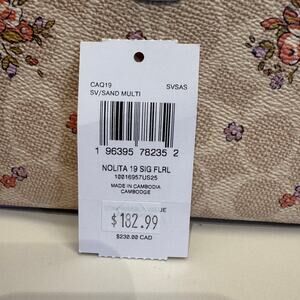 CAQ19 SVSAS
SV/SAND MULTI
1 96395 78235 2
NOLITA 19 SIG FLRL
10016957US25
MADE IN CAMBODIA
CAMBODGE
$182.99
$230.00 CAD